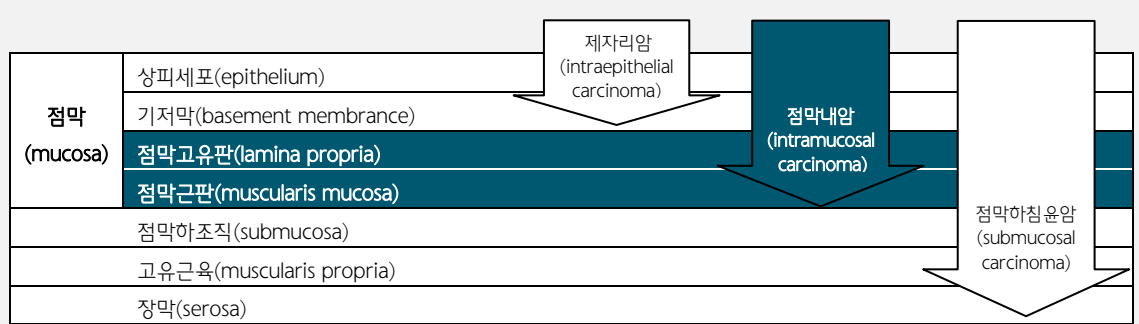 제자리암
(intraepithelial
carcinoma)
점막내암
(intramucosal
carcinoma)
점막하침윤암
(submucosal
carcinoma)
점막
(mucosa)
상피세포(epithelium)
기저막(basement membrance)
점막고유판(lamina propria)
점막근판(muscularis mucosa)
점막하조직(submucosa)
고유근육(muscularis propria)
장막(serosa)